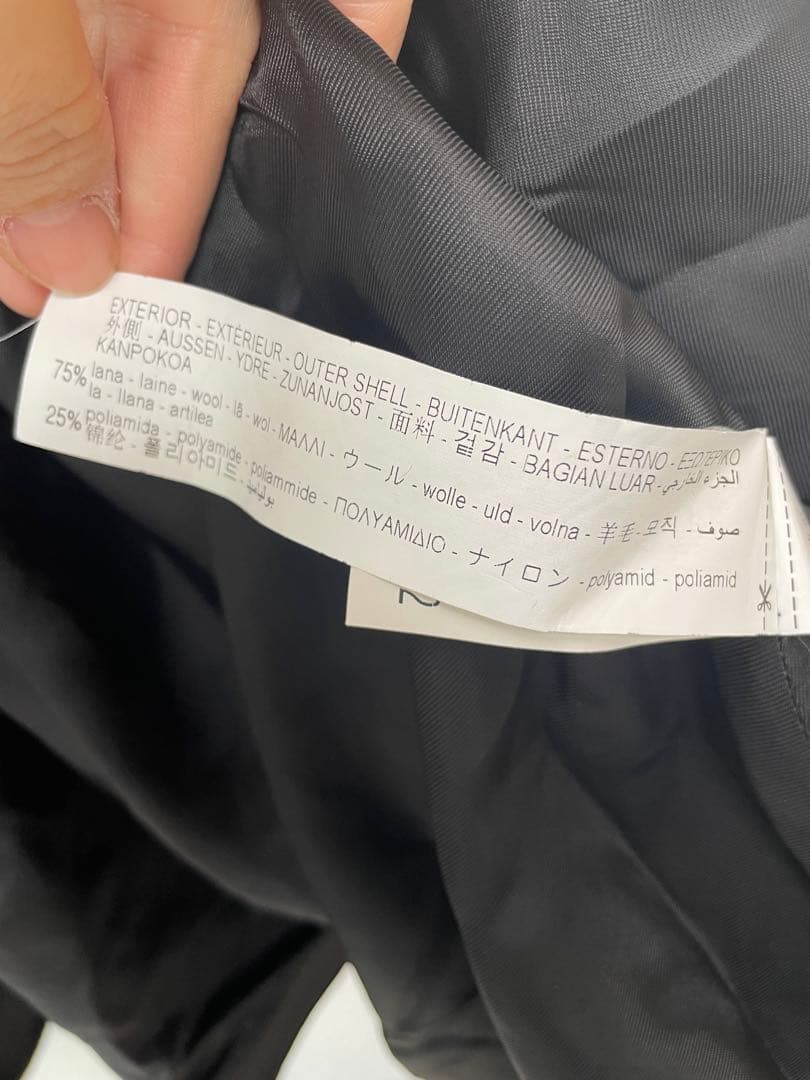 EXTERIOR - EXTÉRIEUR - OUTER SHELL - BUITENKANT - ESTERNO - ΕΞΩΤΕΡΙΚΟ
外側 - AUSSEN - YDRE - ZUNANJOST - 面料 - 겉감 - BAGIAN LUAR - الجزء الخارجي -
KANPOKOA
75% lana - laine - wool - lã - wol - ΜΑΛΛΙ - ウール - wolle - uld - volna - 羊毛 - 모직 - صوف -
la - llana - artilea
25% poliamida - polyamide - poliammide - ΠΟΛΥΑΜΙΔΙΟ - ナイロン - polyamid - poliamid
锦纶 - 폴리아미드 -